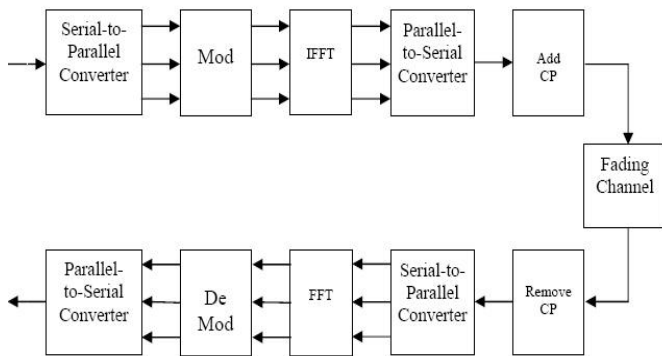 Serial-to-
Parallel
Converter
Mod
IFFT
Parallel-
to-Serial
Converter
Add
CP
Fading
Channel
Parallel-
to-Serial
Converter
De
Mod
FFT
Serial-
to-Parallel
Converter
Remove
CP